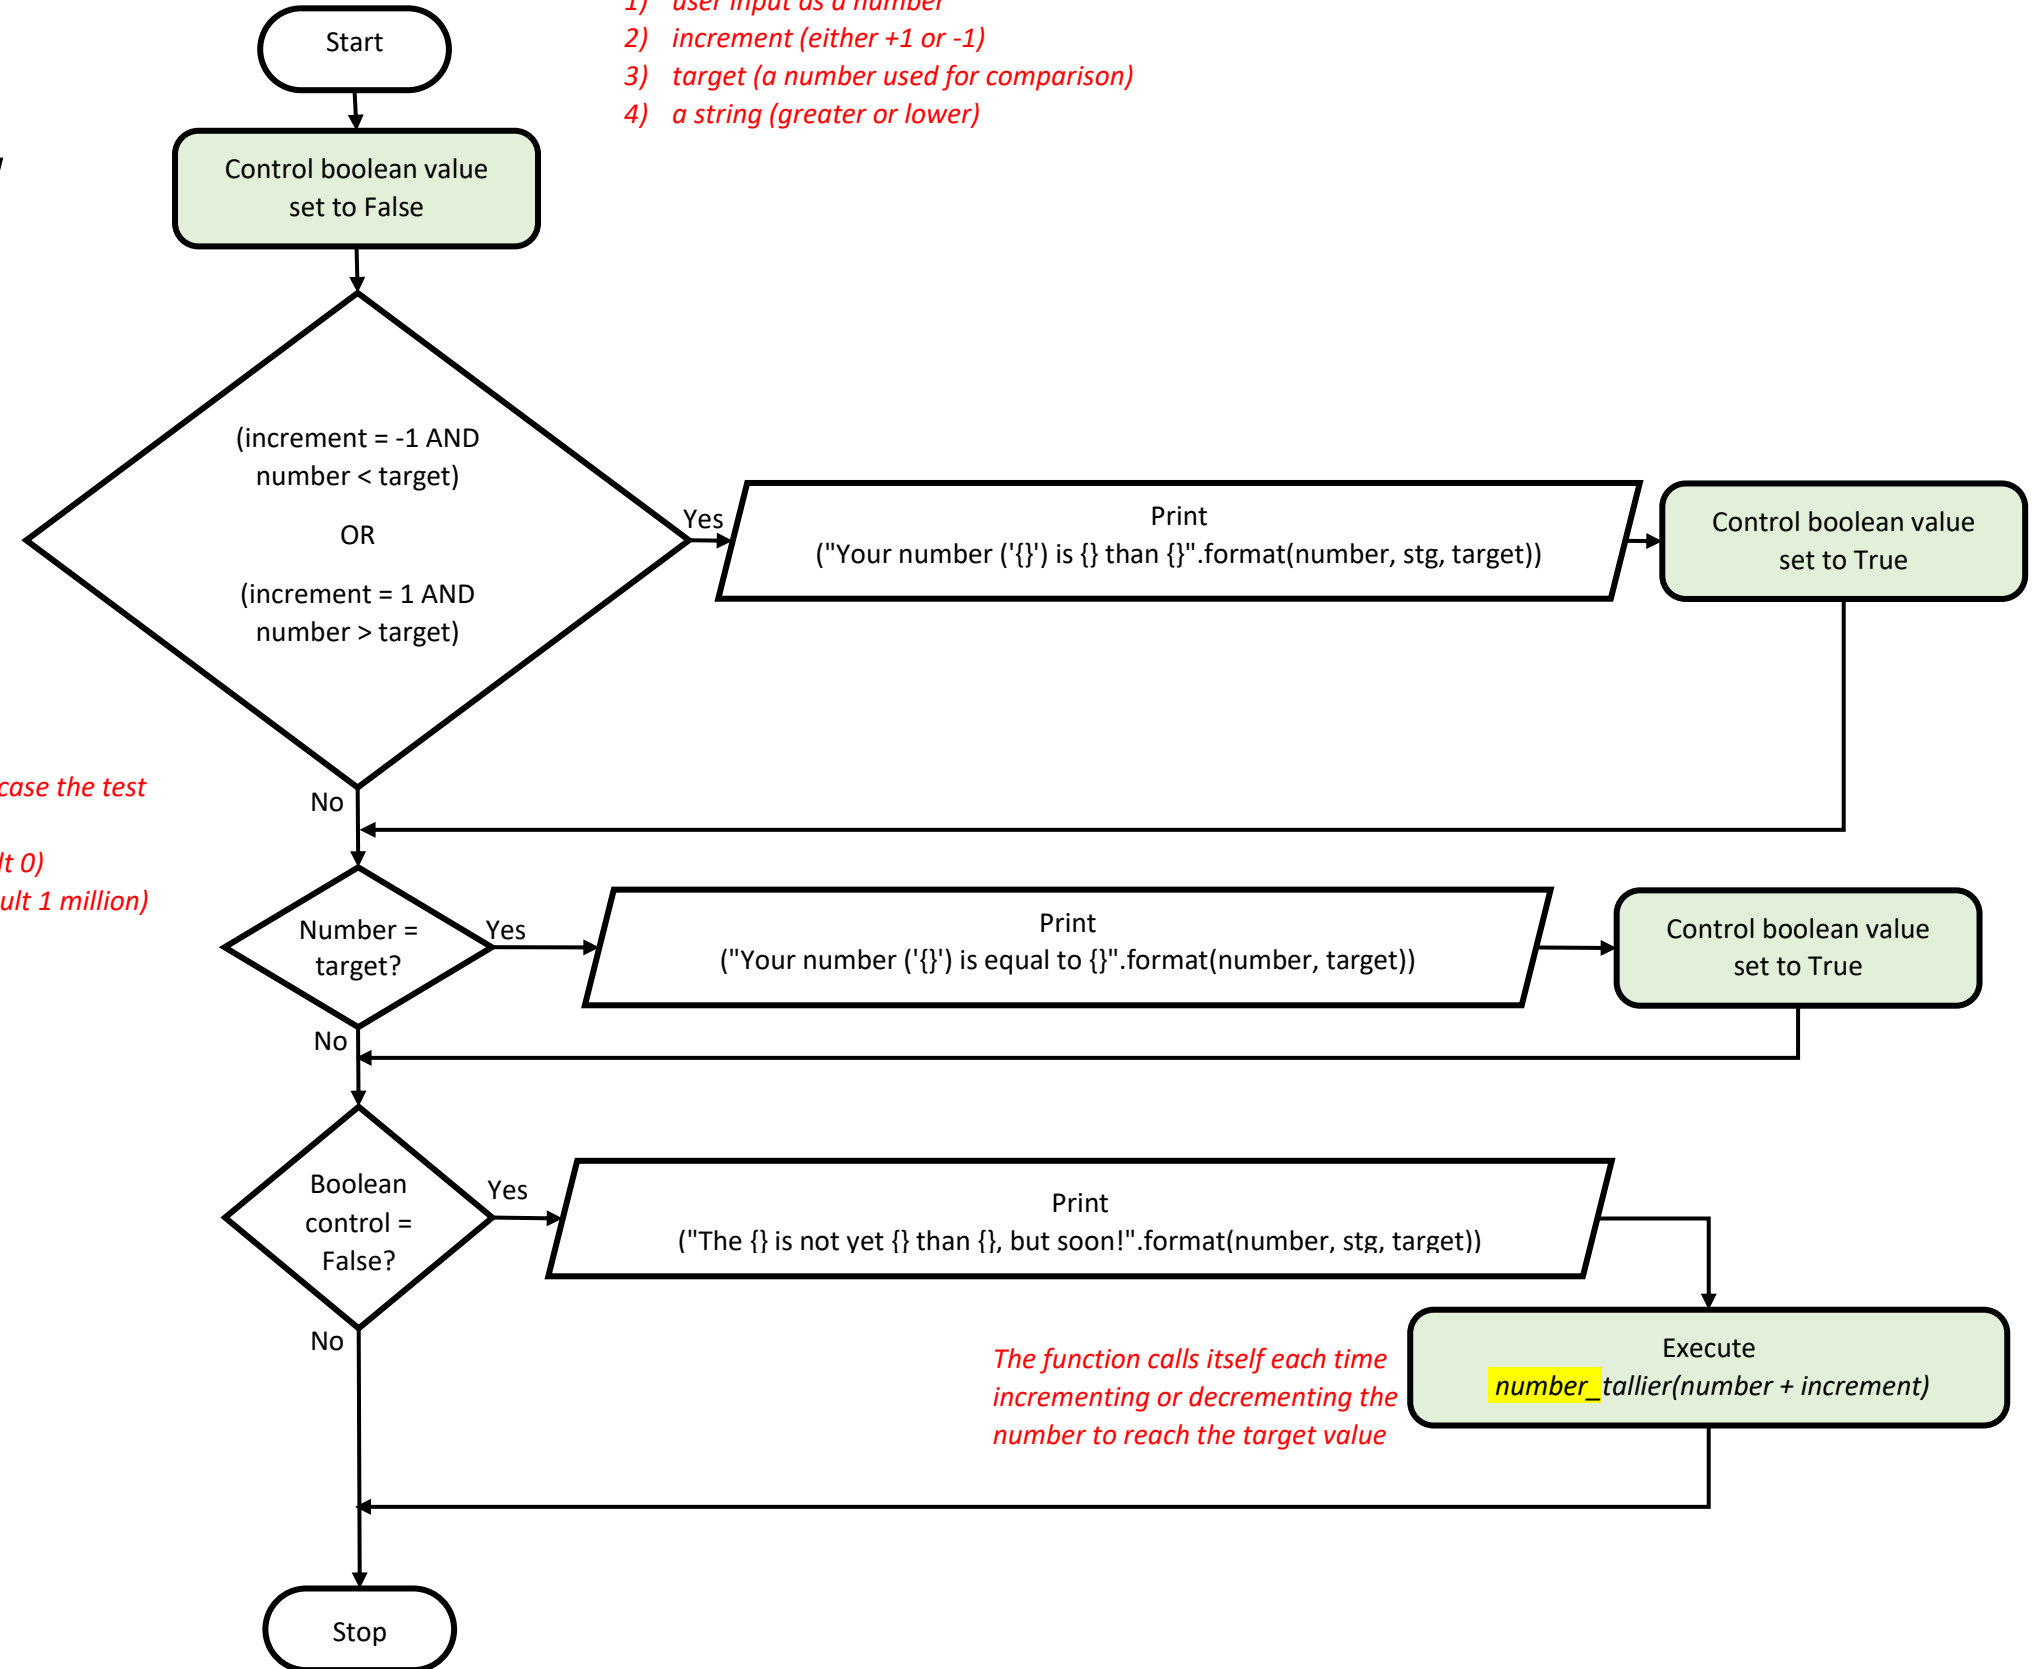 1) user input as a number
2) increment (either +1 or -1)
3) target (a number used for comparison)
4) a string (greater or lower)
Start
Control boolean value
set to False
(increment = -1 AND
number < target)
OR
(increment = 1 AND
number > target)
Yes
Print
("Your number ('{}') is {} than {}".format(number, stg, target))
Control boolean value
set to True
case the test
No
lt 0)
ult 1 million)
Number =
target?
Yes
Print
("Your number ('{}') is equal to {}".format(number, target))
Control boolean value
set to True
No
Boolean
control =
False?
Yes
Print
("The {} is not yet {} than {}, but soon!".format(number, stg, target))
No
The function calls itself each time
incrementing or decrementing the
number to reach the target value
Execute
number_tallier(number + increment)
Stop